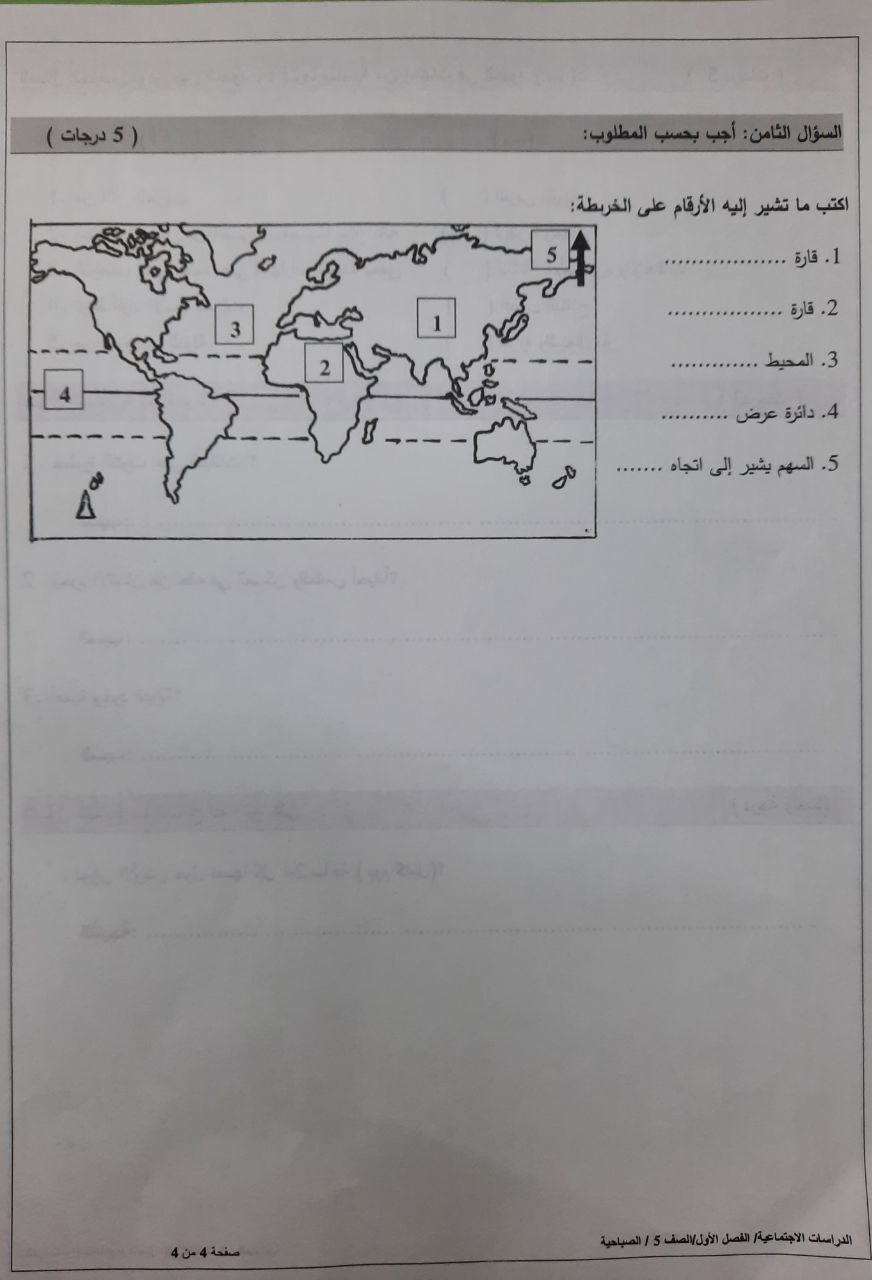 السؤال الثامن: أجب بحسب المطلوب: ( 5 درجات )
اكتب ما تشير إليه الأرقام على الخريطة:
1. قارة .................
2. قارة .................
3. المحيط .............
4. دائرة عرض ..........
5. السهم يشير إلى اتجاه .......
5
3
1
2
4
الدراسات الاجتماعية/ الفصل الأول/الصف 5 / الصباحية
صفحة 4 من 4